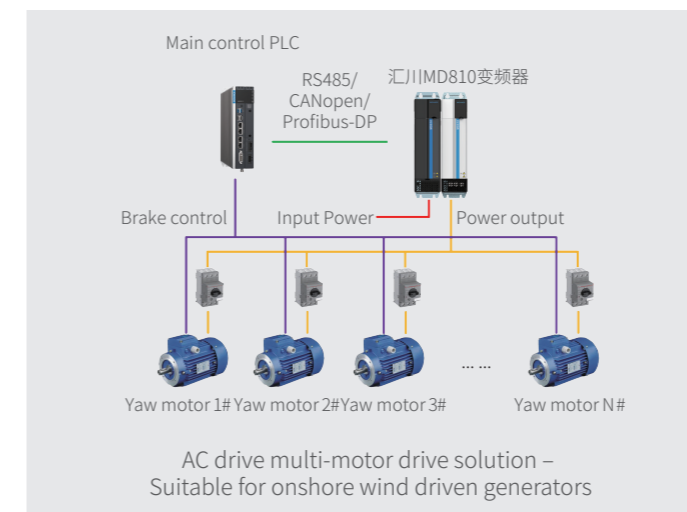 Main control PLC
RS485/
CANopen/
Profibus-DP
汇川MD810变频器
Brake control
Input Power
Power output
... ...
Yaw motor 1#
Yaw motor 2#
Yaw motor 3#
Yaw motor N#
AC drive multi-motor drive solution –
Suitable for onshore wind driven generators